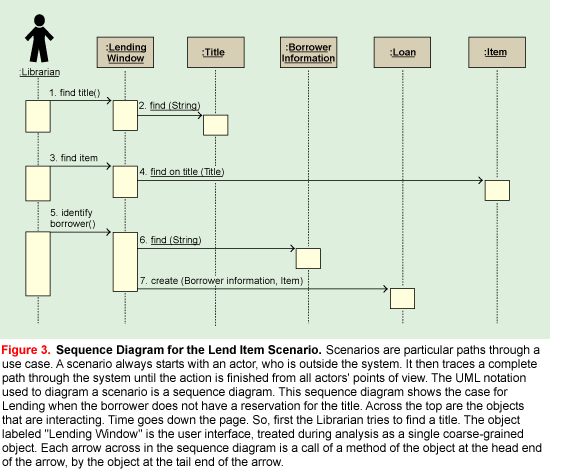 :Librarian
:Lending
Window
:Title
:Borrower
Information
:Loan
:Item
1. find title()
2. find (String)
3. find item
4. find on title (Title)
5. identify
borrower()
6. find (String)
7. create (Borrower information, Item)
Figure 3. Sequence Diagram for the Lend Item Scenario. Scenarios are particular paths through a
use case. A scenario always starts with an actor, who is outside the system. It then traces a complete
path through the system until the action is finished from all actors' points of view. The UML notation
used to diagram a scenario is a sequence diagram. This sequence diagram shows the case for
Lending when the borrower does not have a reservation for the title. Across the top are the objects
that are interacting. Time goes down the page. So, first the Librarian tries to find a title. The object
labeled "Lending Window" is the user interface, treated during analysis as a single coarse-grained
object. Each arrow across in the sequence diagram is a call of a method of the object at the head end
of the arrow, by the object at the tail end of the arrow.